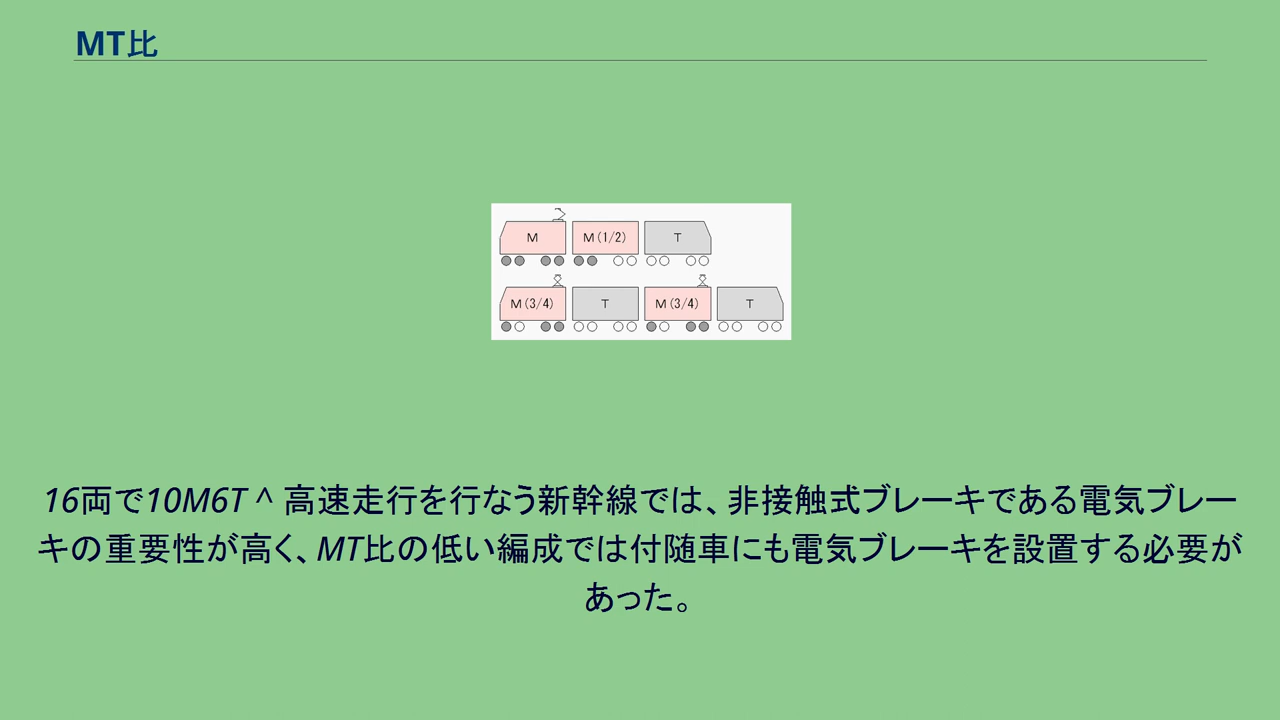 MT比
M M(1/2) T
M(3/4) T M(3/4) T
16両で10M6T ^ 高速走行を行なう新幹線では、非接触式ブレーキである電気ブレー
キの重要性が高く、MT比の低い編成では付随車にも電気ブレーキを設置する必要が
あった。